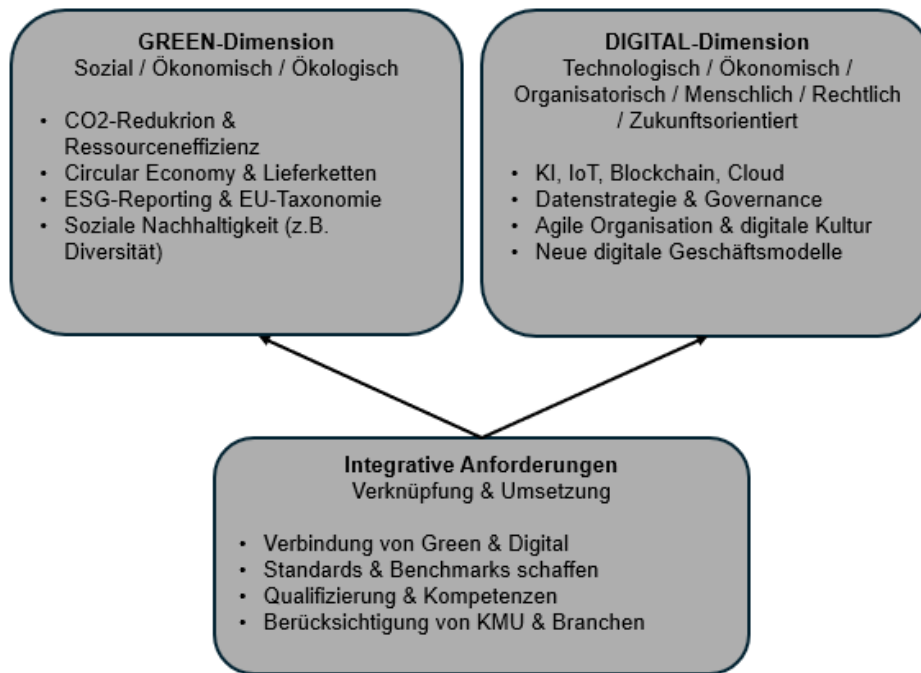 GREEN-Dimension
Sozial / Ökonomisch / Ökologisch
• CO2-Redukrion &
Ressourceneffizienz
• Circular Economy & Lieferketten
• ESG-Reporting & EU-Taxonomie
• Soziale Nachhaltigkeit (z.B.
Diversität)
DIGITAL-Dimension
Technologisch / Ökonomisch /
Organisatorisch / Menschlich / Rechtlich
/ Zukunftsorientiert
• KI, IoT, Blockchain, Cloud
• Datenstrategie & Governance
• Agile Organisation & digitale Kultur
• Neue digitale Geschäftsmodelle
Integrative Anforderungen
Verknüpfung & Umsetzung
• Verbindung von Green & Digital
• Standards & Benchmarks schaffen
• Qualifizierung & Kompetenzen
• Berücksichtigung von KMU & Branchen